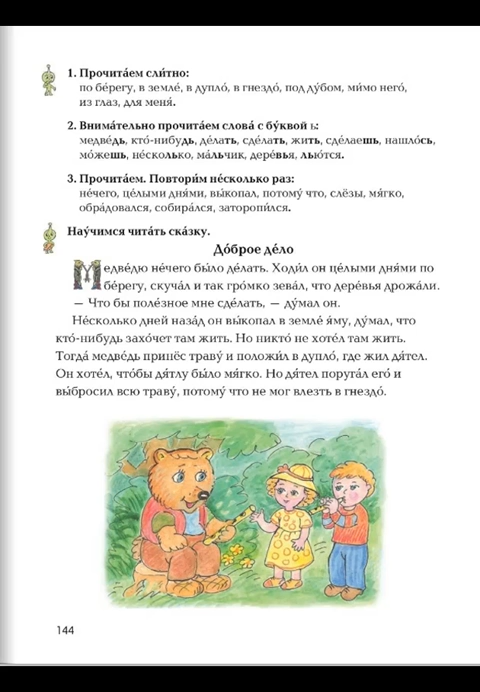 1. Прочита́ем сли́тно:
по бе́регу, в земле́, в дупло́, в гнездо́, под ду́бом, ми́мо него́,
из глаз, для меня́.
2. Внима́тельно прочита́ем слова́ с бу́квой ь:
медве́дь, кто́-нибудь, де́лать, сде́лать, жить, сде́лаешь, нашло́сь,
мо́жешь, не́сколько, ма́льчик, дере́вья, лью́тся.
3. Прочита́ем. Повтори́м не́сколько раз:
не́чего, це́лыми дня́ми, вы́копал, потому́ что, слёзы, мя́гко,
обра́довался, собира́лся, заторопи́лся.
Нау́чимся чита́ть ска́зку.
До́брое де́ло
Медве́дю не́чего бы́ло де́лать. Ходи́л он це́лыми дня́ми по
бе́регу, скуча́л и так гро́мко зева́л, что дере́вья дрожа́ли.
— Что бы поле́зное мне сде́лать, — ду́мал он.
Не́сколько дней наза́д он вы́копал в земле́ я́му, ду́мал, что
кто́-нибудь захо́чет там жить. Но никто́ не хоте́л там жить.
Тогда́ медве́дь принёс траву́ и положи́л в дупло́, где жил дя́тел.
Он хоте́л, что́бы дя́тлу бы́ло мя́гко. Но дя́тел поруга́л его́ и
вы́бросил всю траву́, потому́ что не мог влезть в гнездо́.
144